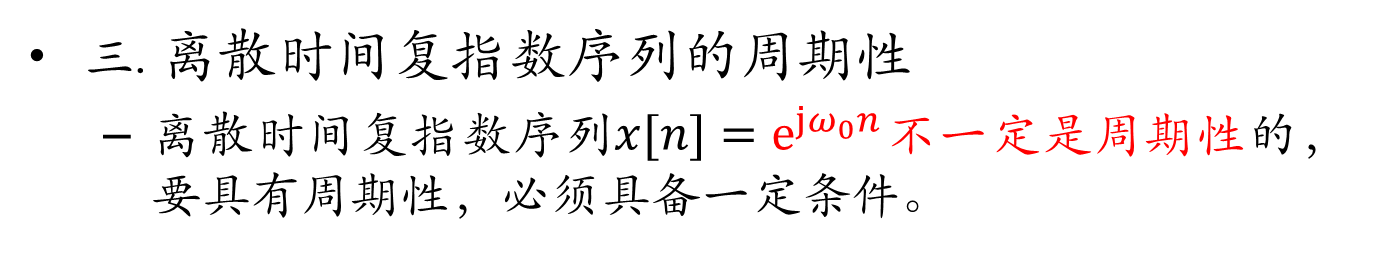 • 三. 离散时间复指数序列的周期性
– 离散时间复指数序列x[n] = e^{jω₀n}不一定是周期性的，
要具有周期性，必须具备一定条件。